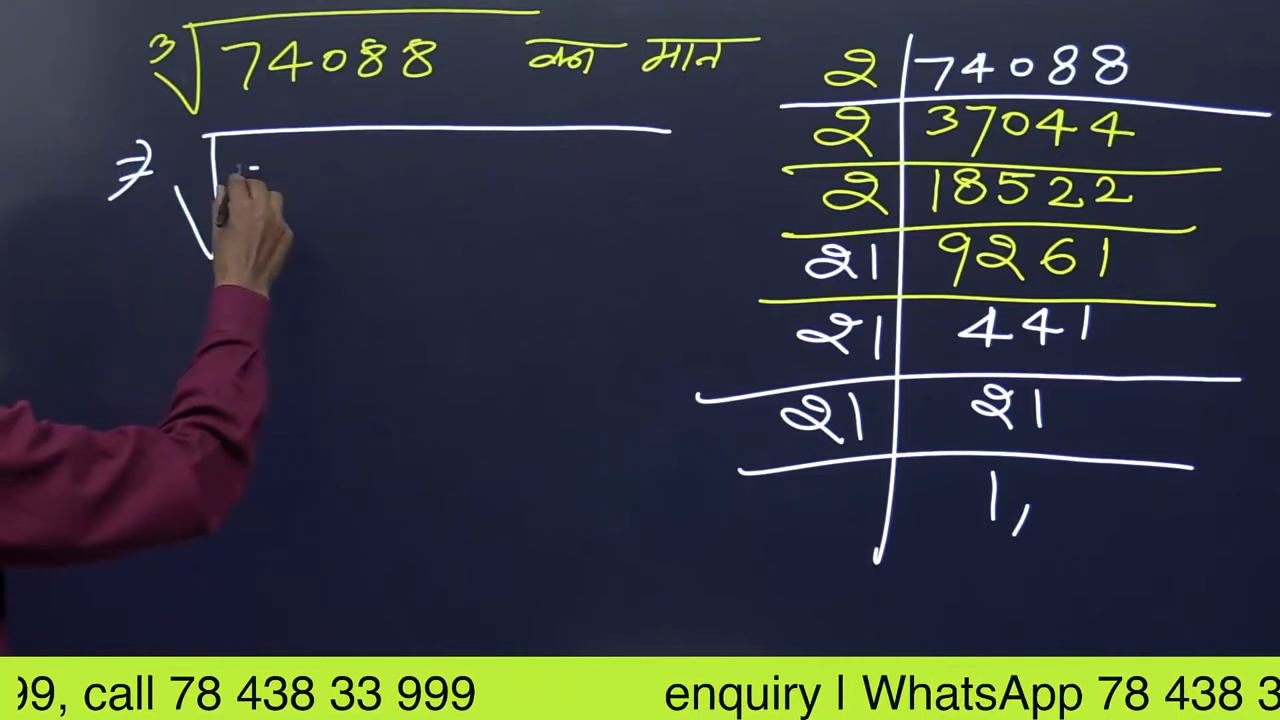 ∛74088 का मान
⇒ √
2 | 74088
2 | 37044
2 | 18522
21 | 9261
21 | 441
21 | 21
1,
99, call 78 438 33 999 enquiry | WhatsApp 78 438 3